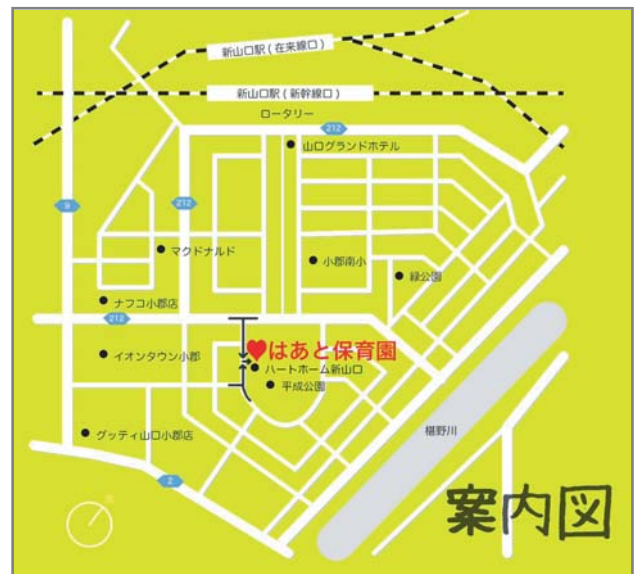 新山口駅(在来線口)
新山口駅(新幹線口)
ロータリー
212
山口グランドホテル
9
212
マクドナルド
小郡南小
緑公園
ナフコ小郡店
212
はあと保育園
イオンタウン小郡
ハートホーム新山口
平成公園
椹野川
グッティ山口小郡店
2
案内図